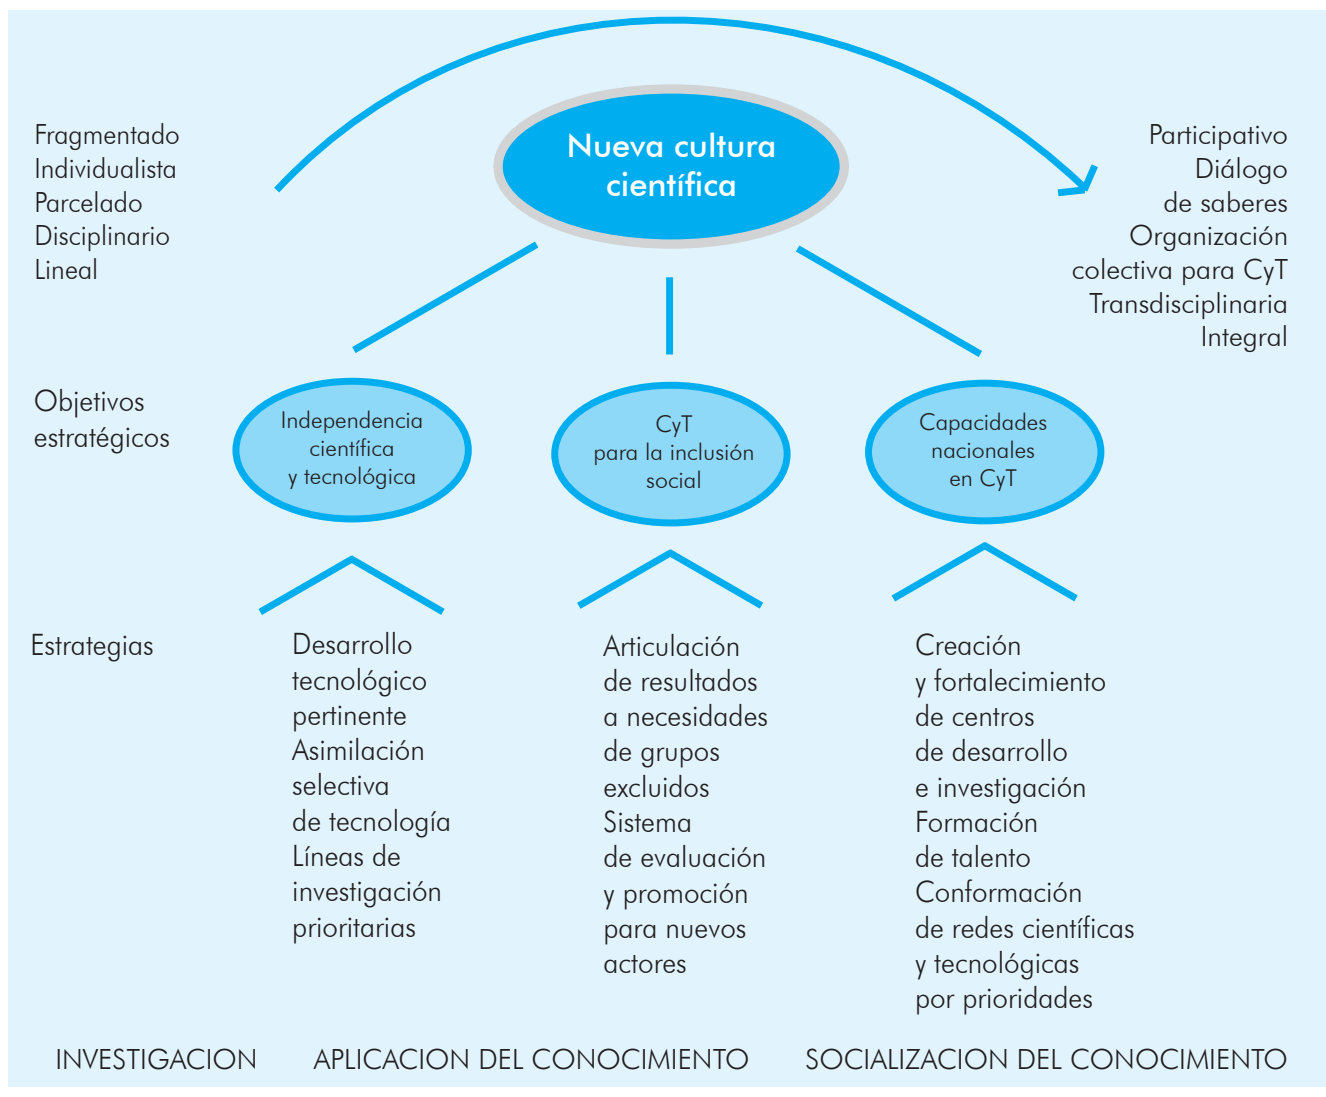 Nueva cultura
científica
Fragmentado
Individualista
Parcelado
Disciplinario
Lineal
Participativo
Diálogo
de saberes
Organización
colectiva para CyT
Transdisciplinaria
Integral
Objetivos
estratégicos
Independencia
científica
y tecnológica
CyT
para la inclusión
social
Capacidades
nacionales
en CyT
Estrategias
Desarrollo
tecnológico
pertinente
Asimilación
selectiva
de tecnología
Líneas de
investigación
prioritarias
Articulación
de resultados
a necesidades
de grupos
excluidos
Sistema
de evaluación
y promoción
para nuevos
actores
Creación
y fortalecimiento
de centros
de desarrollo
e investigación
Formación
de talento
Conformación
de redes científicas
y tecnológicas
por prioridades
INVESTIGACION
APLICACION DEL CONOCIMIENTO
SOCIALIZACION DEL CONOCIMIENTO